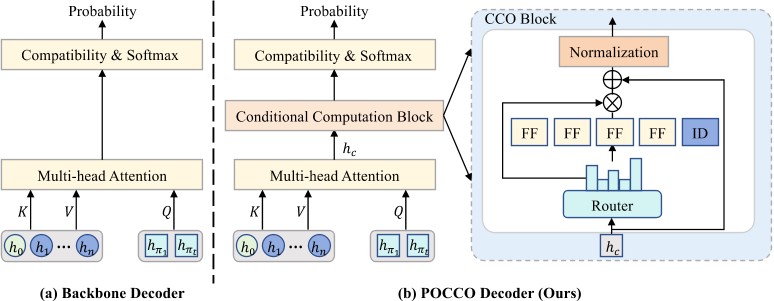 Probability
Compatibility & Softmax
Multi-head Attention
K V Q
h₀ h₁ ··· hₙ hπ₁ hπₜ
(a) Backbone Decoder
Probability
Compatibility & Softmax
Conditional Computation Block
h_c
Multi-head Attention
K V Q
h₀ h₁ ··· hₙ hπ₁ hπₜ
(b) POCCO Decoder (Ours)
CCO Block
Normalization
FF FF FF FF ID
Router
h_c